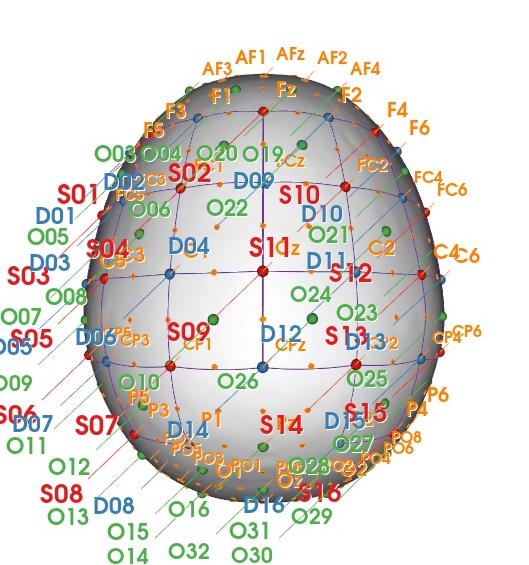 AF1 AFz AF2
AF3 AF4
F1 Fz F2
F3 F4
F5 F6
O03 O04 O20 O19
D02 S02 D09 FCz FC2 FC4
S01 S10 FC6
D01 O06 O22 D10
O05 O21
S04 D04 S11 C2 C4 C6
D03 D11
S03 S12
O08 O24
O07 O23
S05 D06 CP3 S09 CP1 D12 CPz S13 D13 CP4 CP6
O09 O10 O26 O25
P5 P3 P1 P4 P6
S06 D07 S07 D14 S14 D15 S15
O11 O27 PO8
O12 O28 PO6
S08 Oz S16
O13 D08 O16 D16 O29
O15 O31
O14 O32 O30